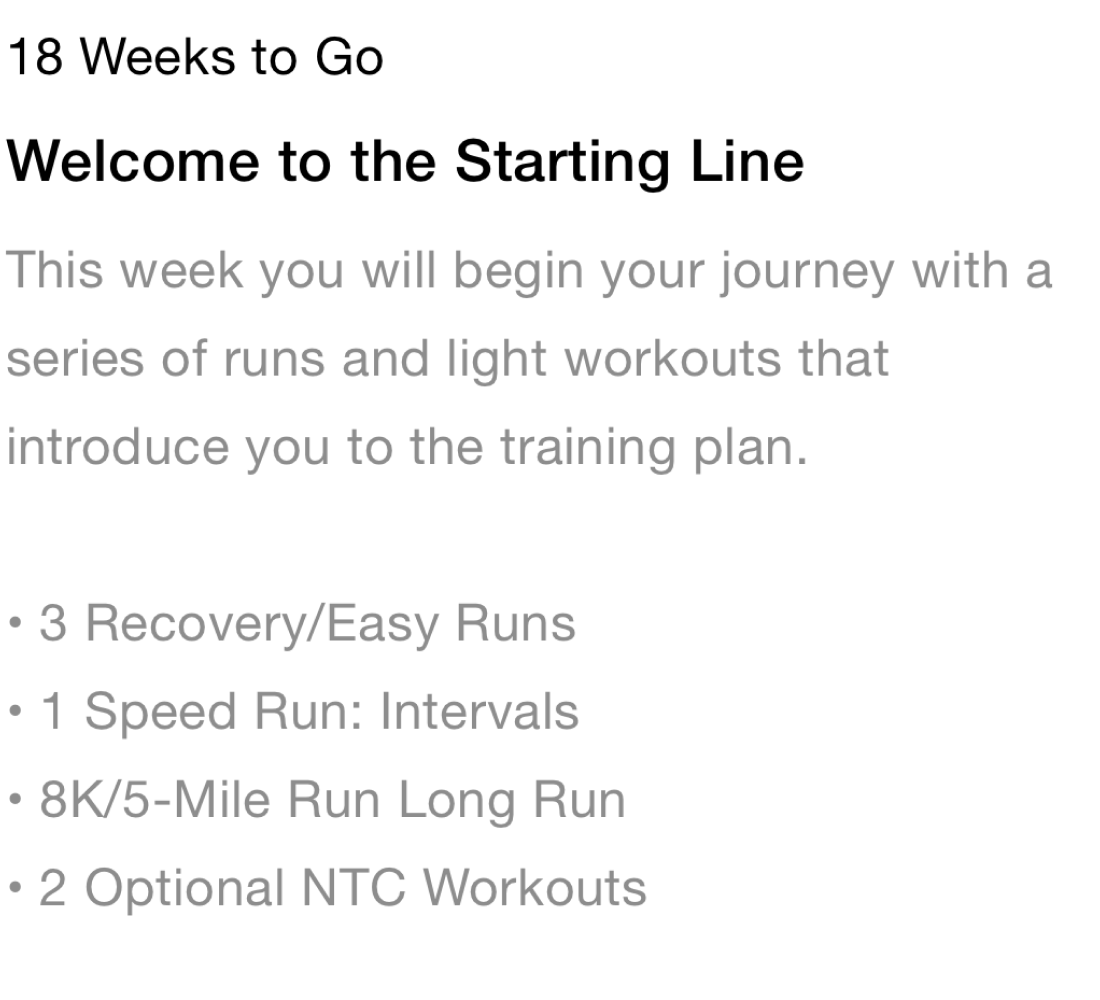 18 Weeks to Go
Welcome to the Starting Line
This week you will begin your journey with a
series of runs and light workouts that
introduce you to the training plan.
• 3 Recovery/Easy Runs
• 1 Speed Run: Intervals
• 8K/5-Mile Run Long Run
• 2 Optional NTC Workouts